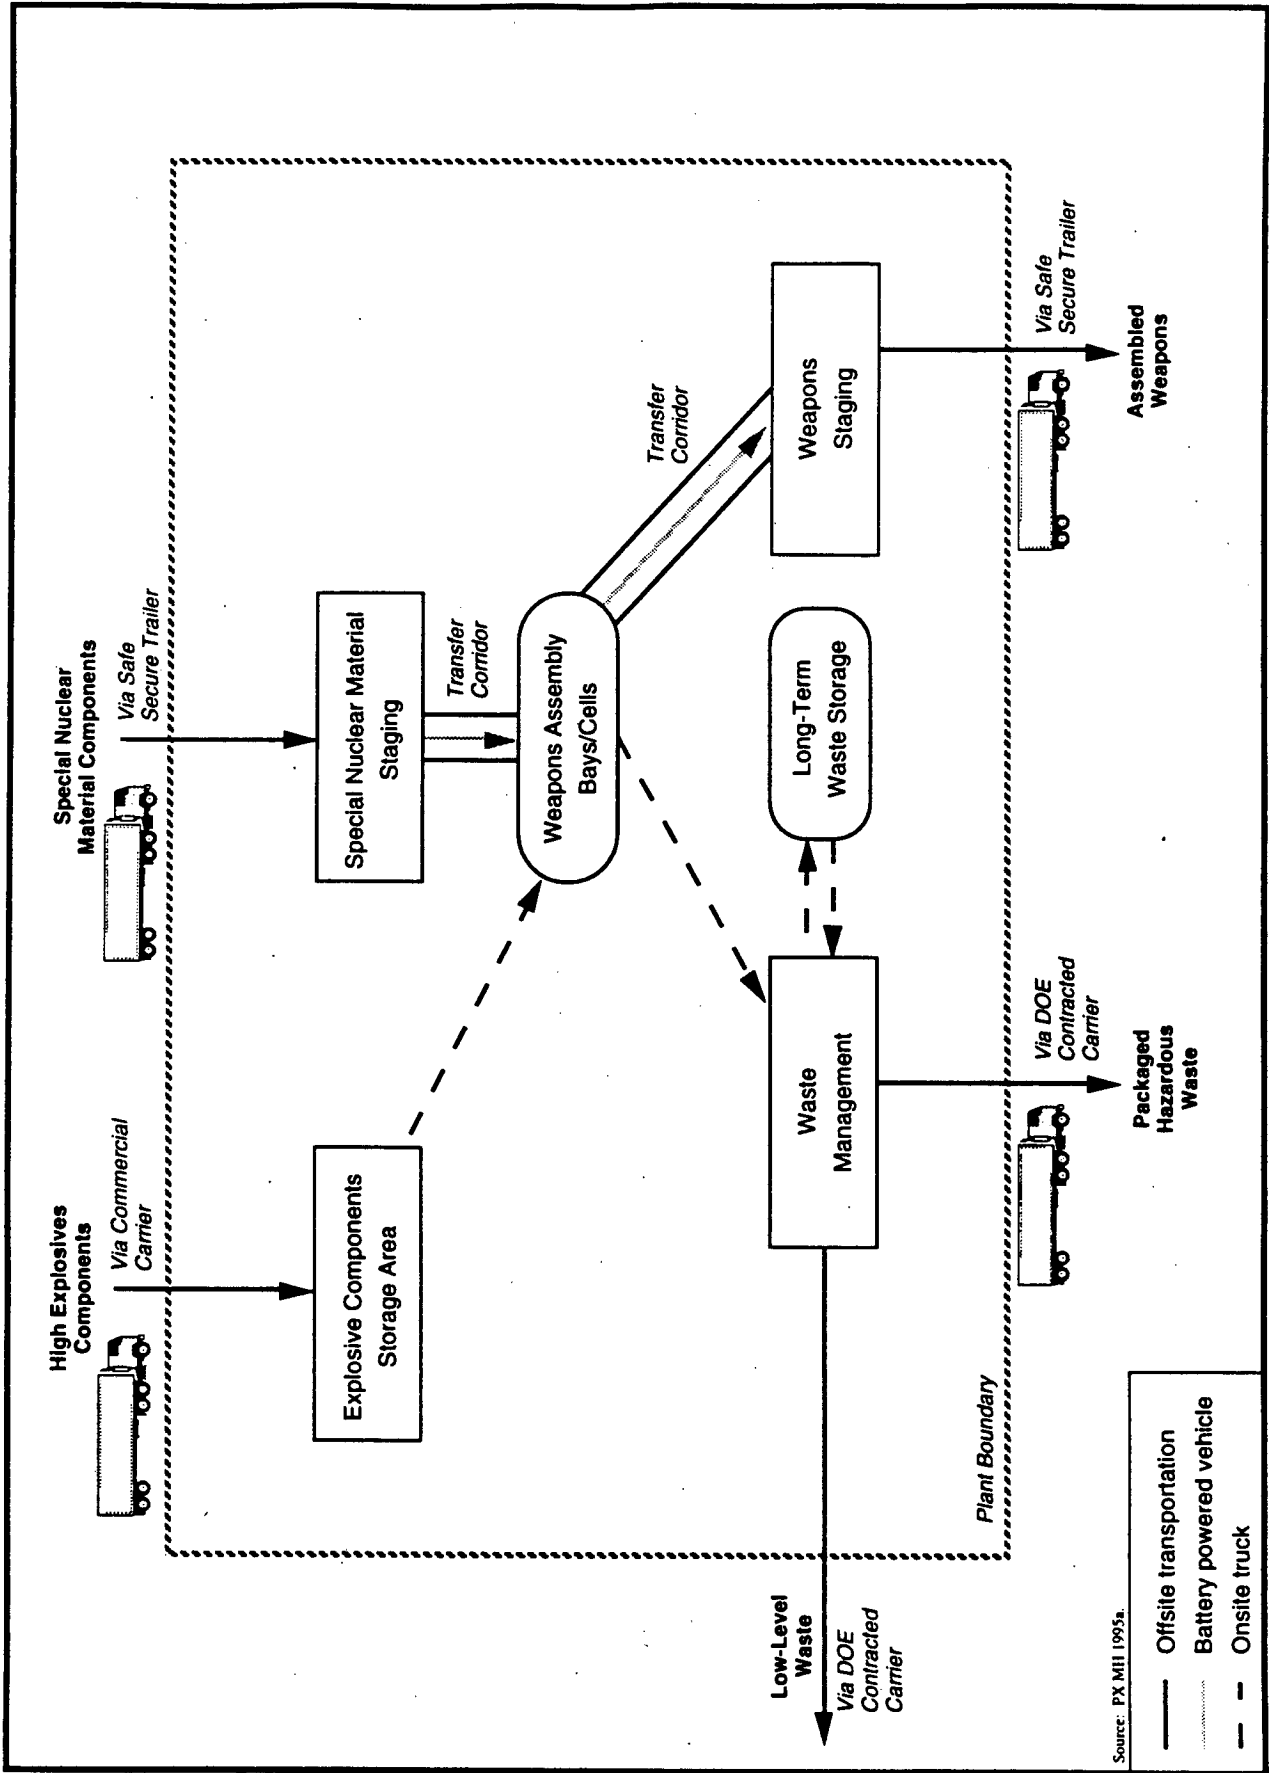 High Explosives
Components
Via Commercial
Carrier
Special Nuclear
Material Components
Via Safe
Secure Trailer
Explosive Components
Storage Area
Special Nuclear Material
Staging
Transfer
Corridor
Weapons Assembly
Bays/Cells
Transfer
Corridor
Low-Level
Waste
Via DOE
Contracted
Carrier
Waste
Management
Long-Term
Waste Storage
Weapons
Staging
Plant Boundary
Via DOE
Contracted
Carrier
Packaged
Hazardous
Waste
Via Safe
Secure Trailer
Assembled
Weapons
Source: PX MH 1995a.
Offsite transportation
Battery powered vehicle
Onsite truck